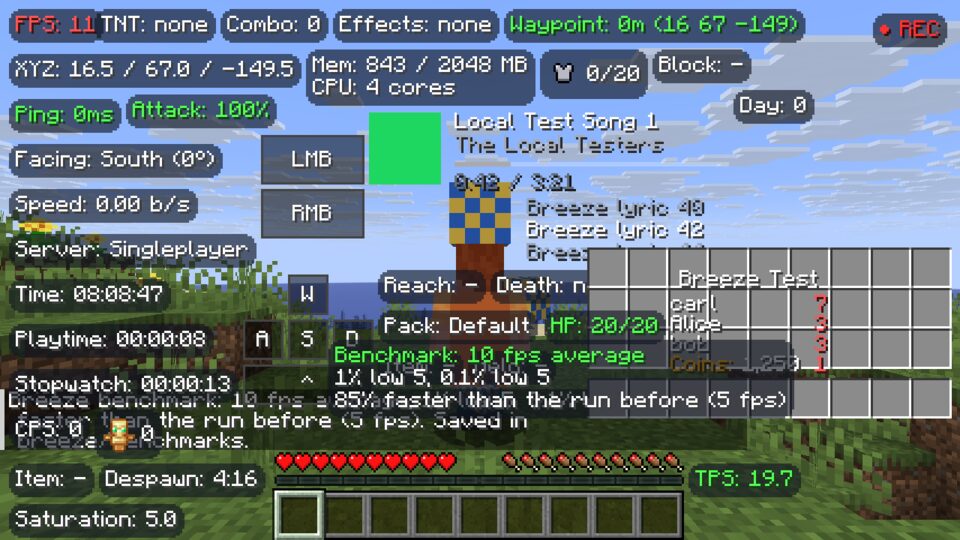 FPS: 11
TNT: none
Combo: 0
Effects: none
Waypoint: 0m (16 67 -149)
REC
XYZ: 16.5 / 67.0 / -149.5
Mem: 843 / 2048 MB
CPU: 4 cores
0/20
Block: -
Day: 0
Ping: 0ms
Attack: 100%
Local Test Song 1
The Local Testers
0:42 / 3:21
Facing: South (0°)
LMB
Speed: 0.00 b/s
RMB
Breeze lyric 40
Breeze lyric 42
Server: Singleplayer
Breeze Test
Time: 08:08:47
W
Reach: -
Death: n
carl 7
Alice 3
bob 3
Coins: 1,250 1
Pack: Default
HP: 20/20
Playtime: 00:00:08
A
S
D
Benchmark: 10 fps average
1% low 5, 0.1% low 5
85% faster than the run before (5 fps)
Stopwatch: 00:00:13
^
Breeze benchmark: 10 fps
than the run before (5 fps). Saved in
CPS: 0
0
Item: -
Despawn: 4:16
TPS: 19.7
Saturation: 5.0